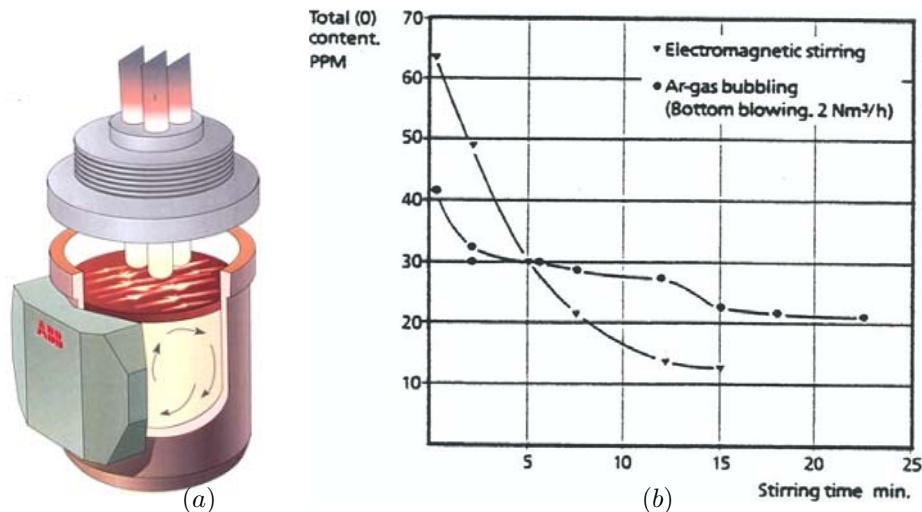 ABB
(a)
Total (0)
content.
PPM
70
60
50
40
30
20
10
▾ Electromagnetic stirring
● Ar-gas bubbling
(Bottom blowing. 2 Nm³/h)
5
10
15
20
25
(b)
Stirring time min.